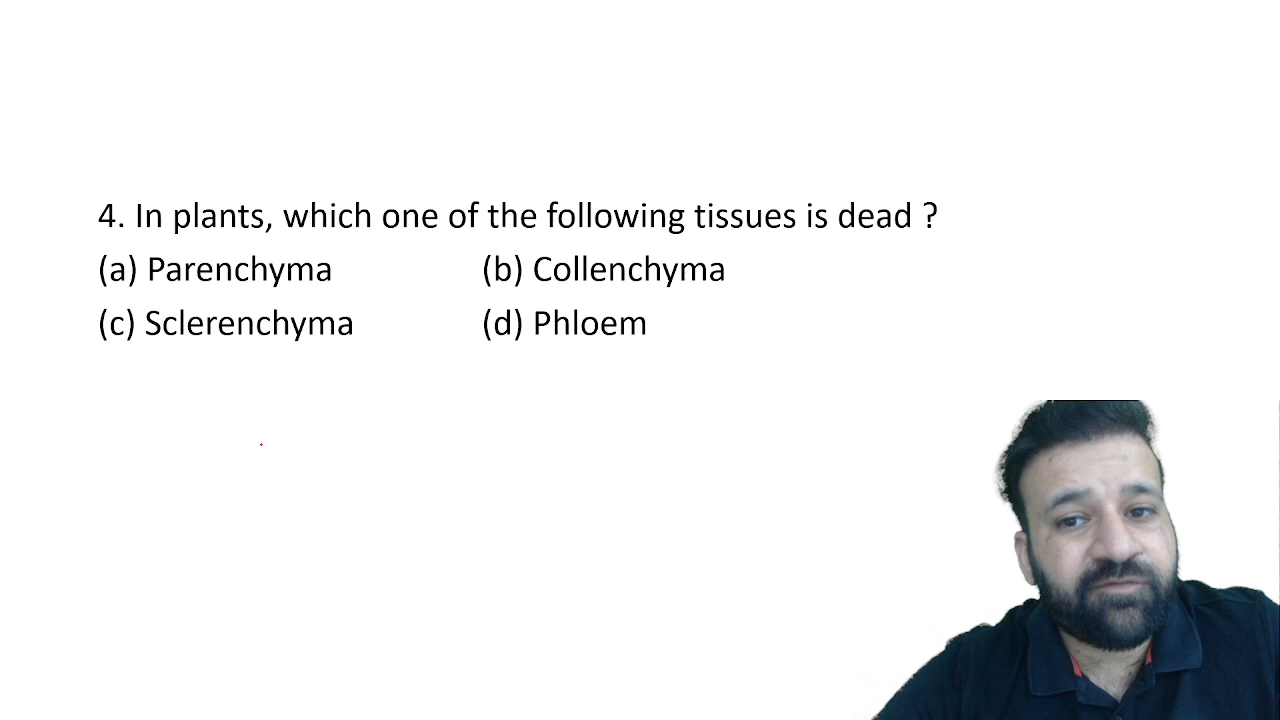 4. In plants, which one of the following tissues is dead ?
(a) Parenchyma (b) Collenchyma
(c) Sclerenchyma (d) Phloem